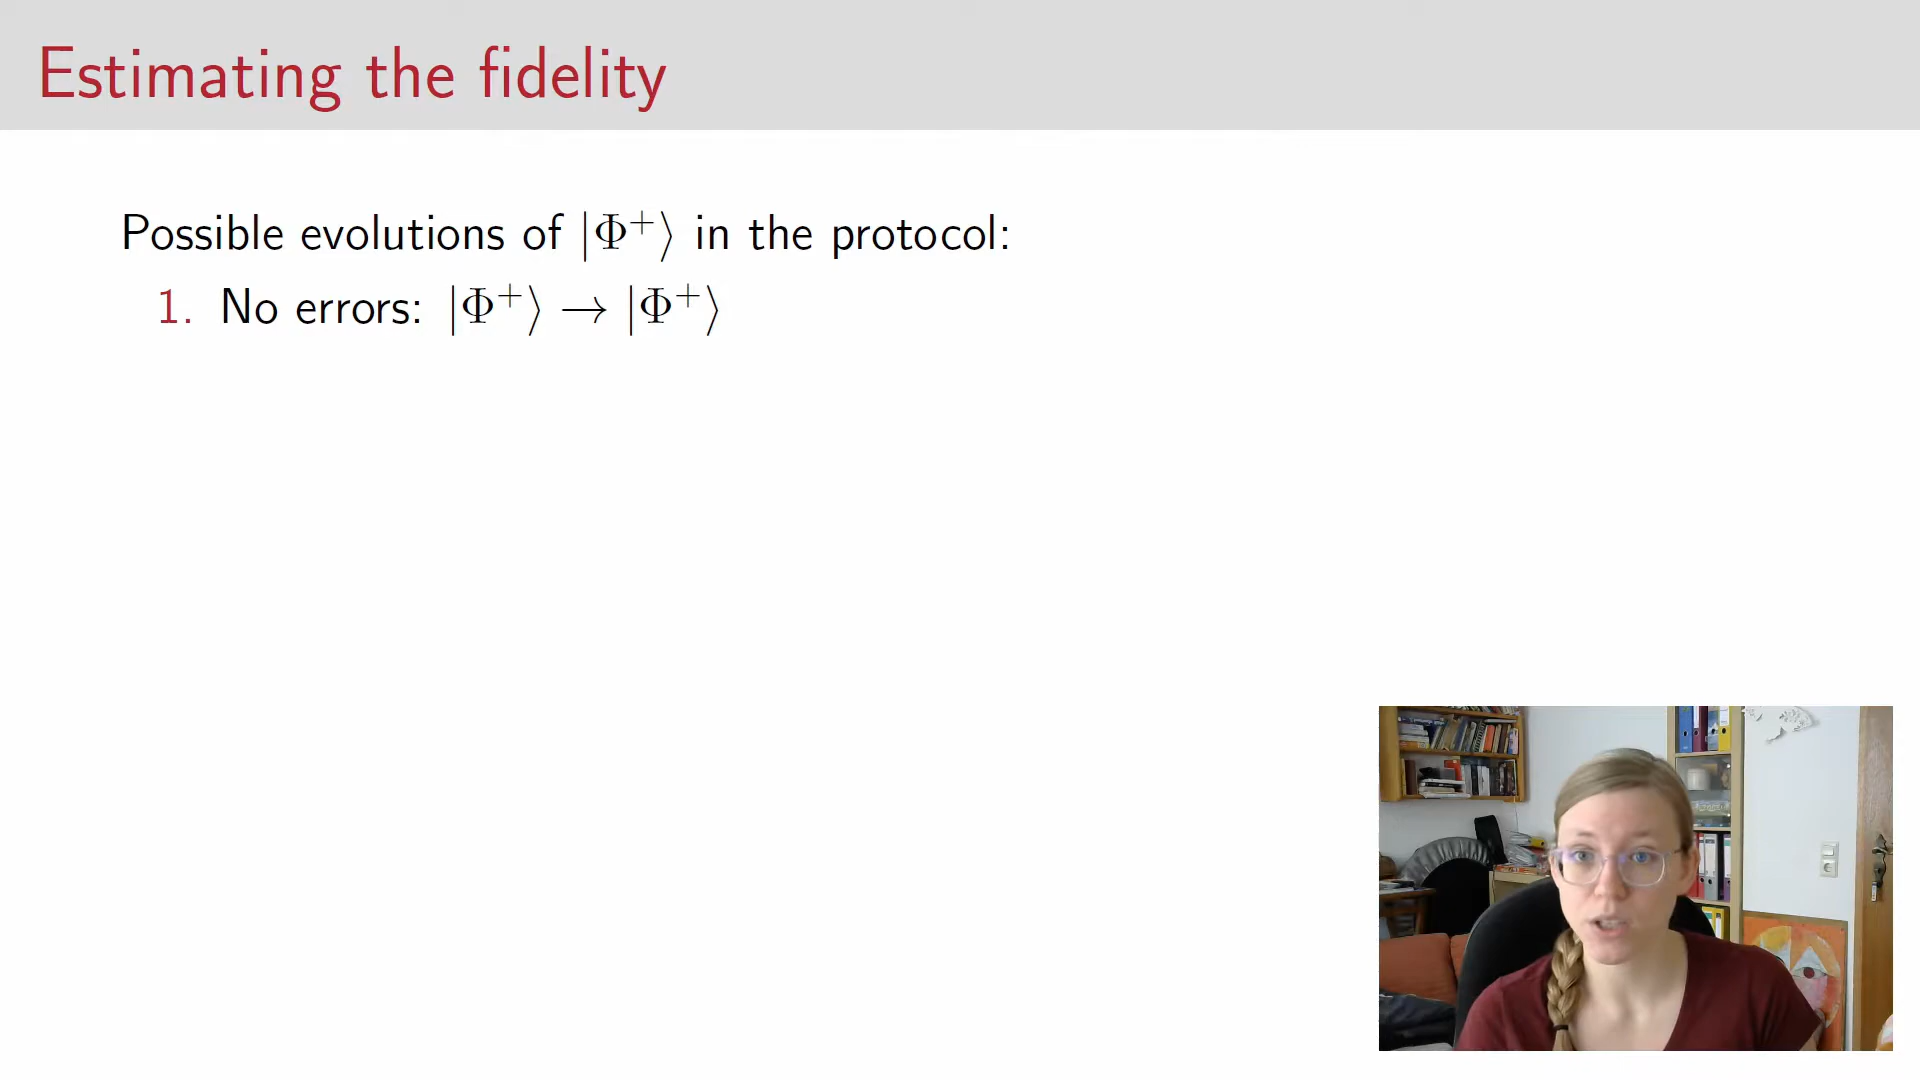 Estimating the fidelity
Possible evolutions of |Φ⁺⟩ in the protocol:
1. No errors: |Φ⁺⟩ → |Φ⁺⟩